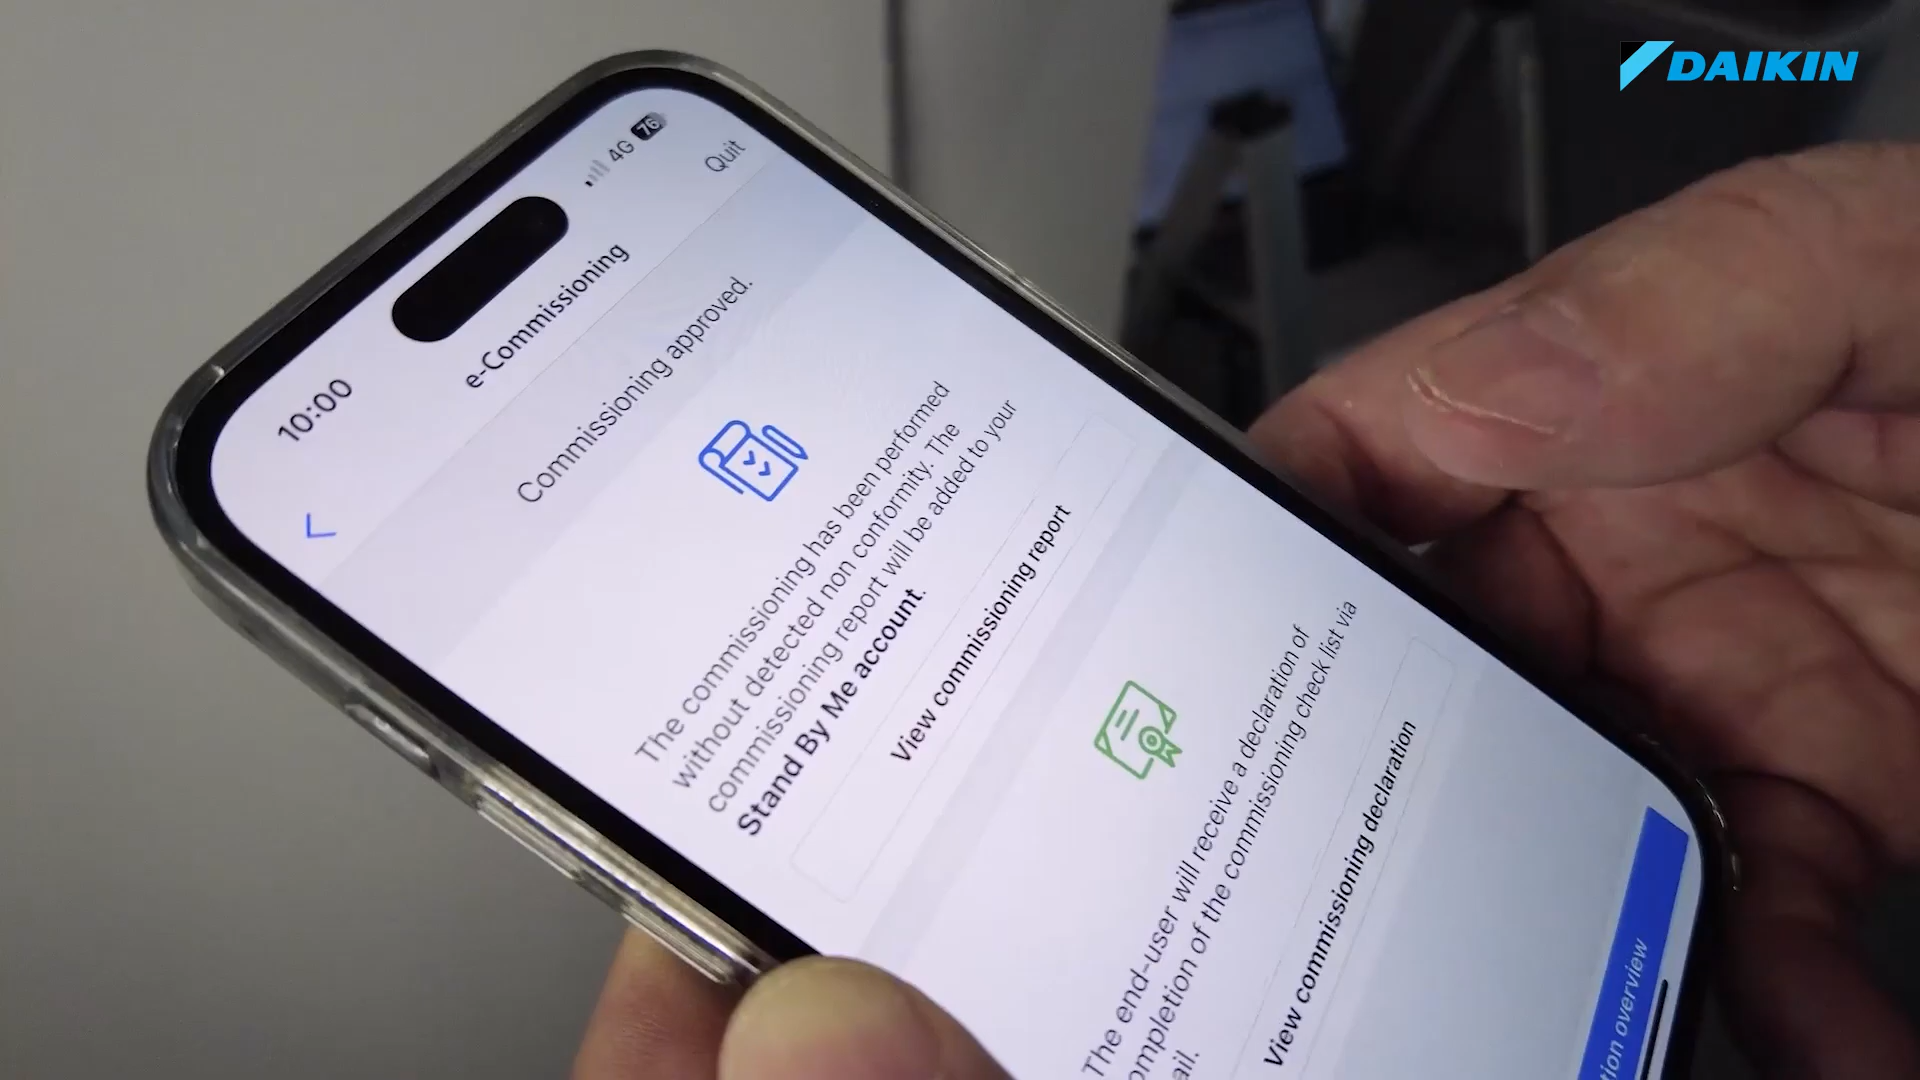 DAIKIN
10:00
4G 76
e-Commissioning
Quit
Commissioning approved.
The commissioning has been performed
without detected non conformity. The
commissioning report will be added to your
Stand By Me account.
View commissioning report
The end-user will receive a declaration of
completion of the commissioning check list via
View commissioning declaration
overview